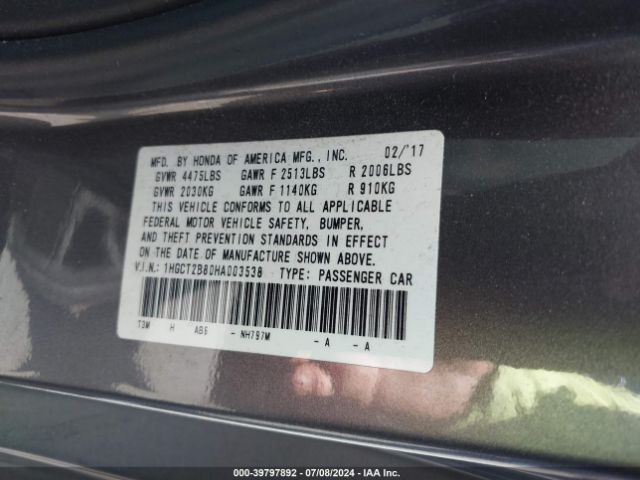 MFD. BY HONDA OF AMERICA MFG., INC. 02/'17
GVWR 4475LBS GAWR F 2513LBS R 2006LBS
GVWR 2030KG GAWR F 1140KG R 910KG
THIS VEHICLE CONFORMS TO ALL APPLICABLE
FEDERAL MOTOR VEHICLE SAFETY, BUMPER,
AND THEFT PREVENTION STANDARDS IN EFFECT
ON THE DATE OF MANUFACTURE SHOWN ABOVE.
V.I.N.: 1HGCT2B80HA003538 TYPE: PASSENGER CAR
T3M H AB6 - NH797M - A - A
000-39797892 - 07/08/2024 - IAA Inc.